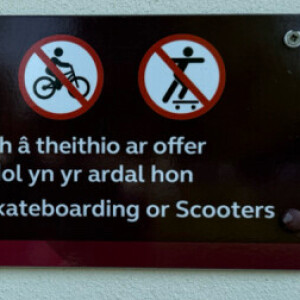 h â theithio ar offer
ol yn yr ardal hon
kateboarding or Scooters